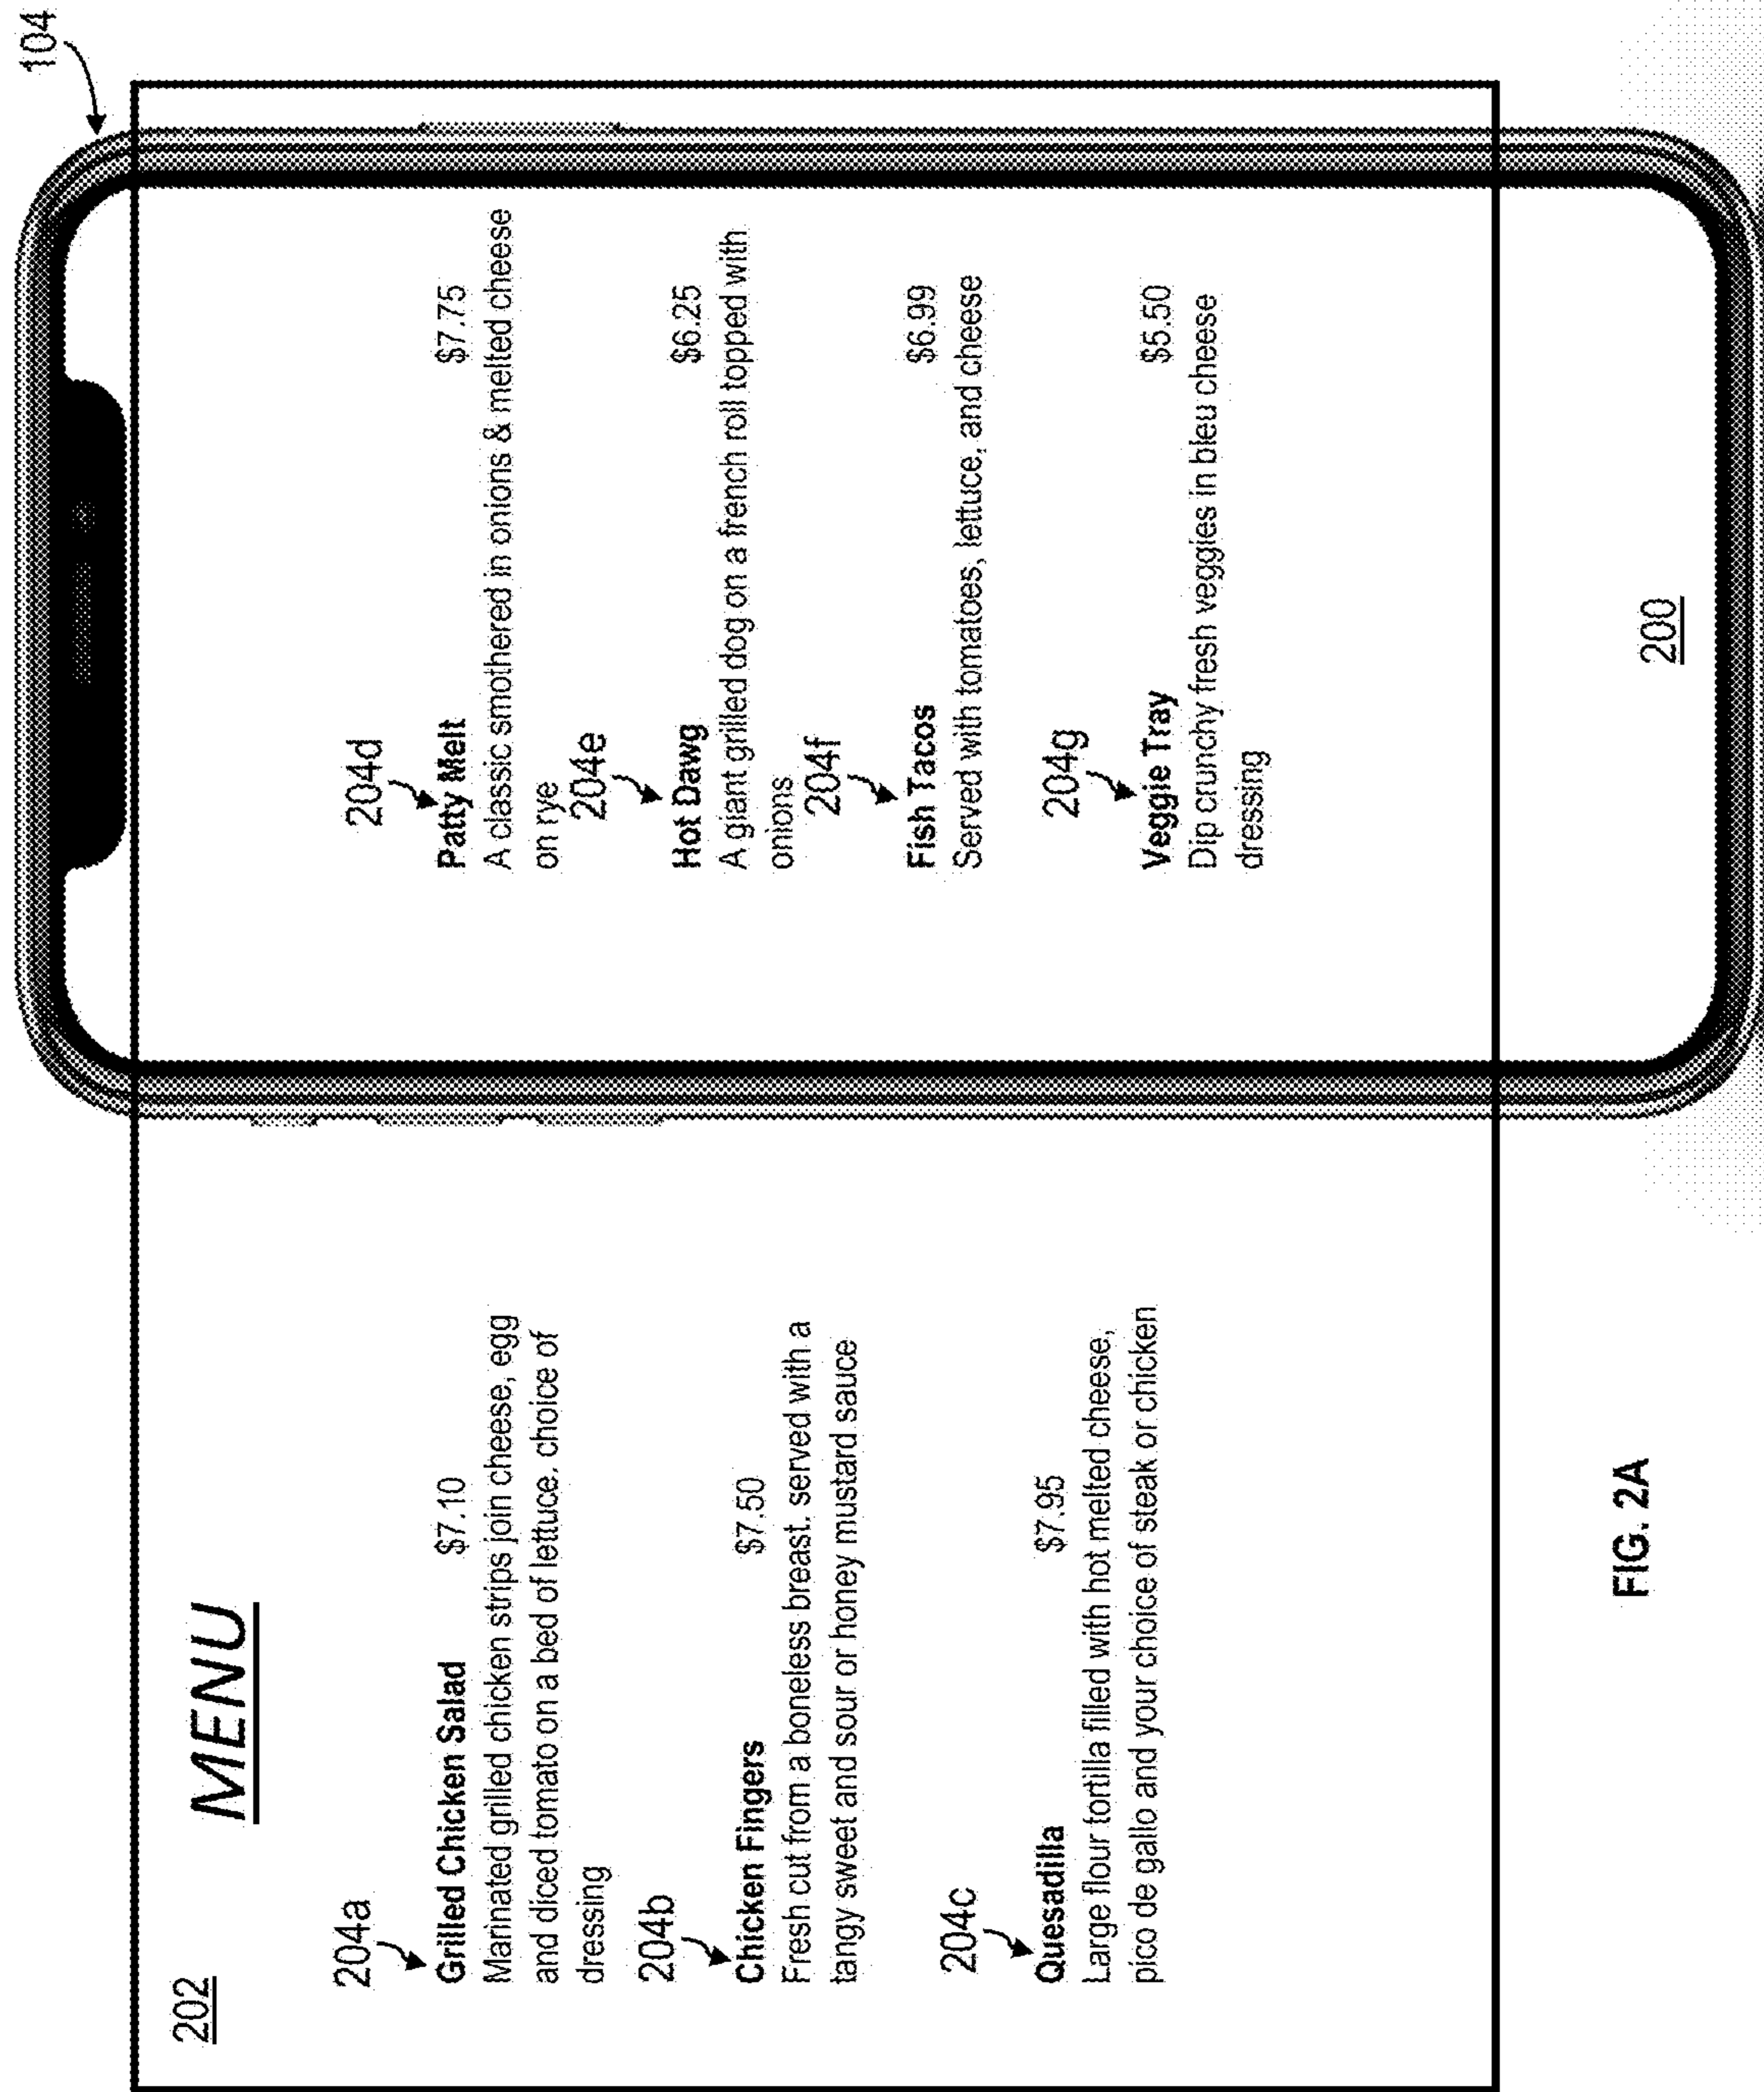 104
202
MENU
204a
Grilled Chicken Salad $7.10
Marinated grilled chicken strips join cheese, egg
and diced tomato on a bed of lettuce. choice of
dressing
204b
Chicken Fingers $7.50
Fresh cut from a boneless breast. served with a
tangy sweet and sour or honey mustard sauce
204c
Quesadilla $7.95
Large flour tortilla filled with hot melted cheese,
pico de gallo and your choice of steak or chicken
204d
Patty Melt $7.75
A classic smothered in onions & melted cheese
on rye
204e
Hot Dawg $6.25
A giant grilled dog on a french roll topped with
onions
204f
Fish Tacos $6.99
Served with tomatoes, lettuce, and cheese
204g
Veggie Tray $5.50
Dip crunchy fresh veggies in bleu cheese
dressing
200
FIG. 2A